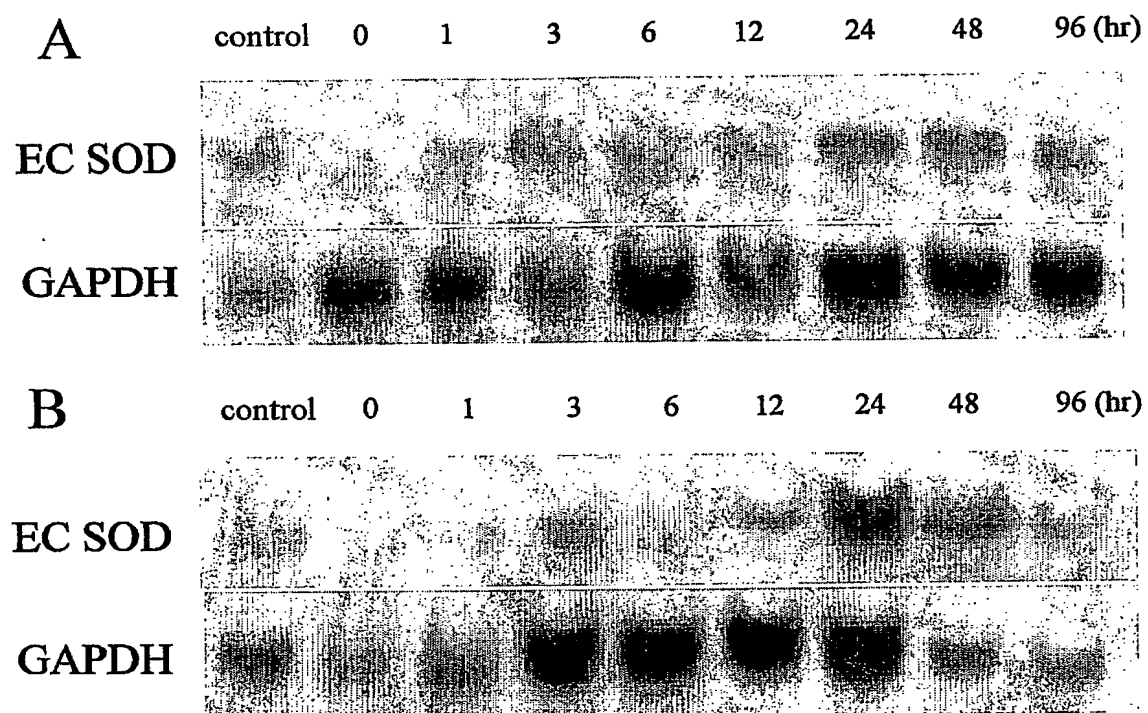 A control 0 1 3 6 12 24 48 96 (hr)
EC SOD
GAPDH
B control 0 1 3 6 12 24 48 96 (hr)
EC SOD
GAPDH